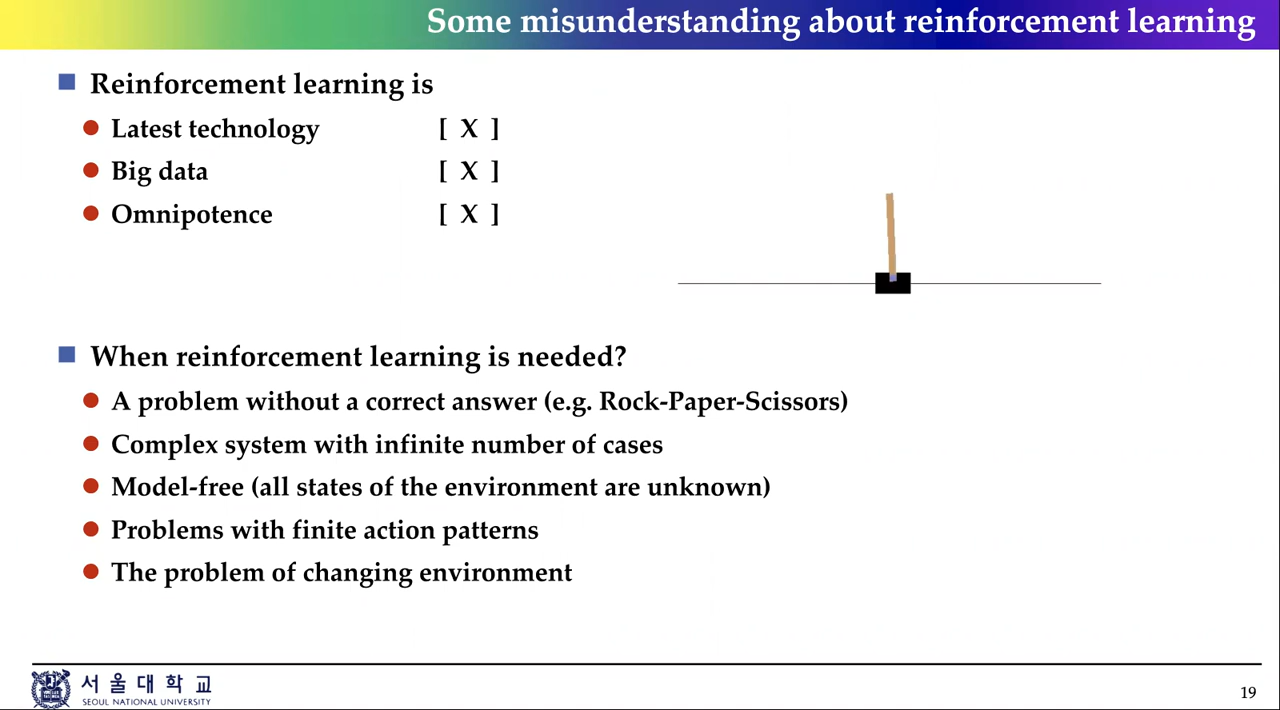 Some misunderstanding about reinforcement learning
Reinforcement learning is
Latest technology [ X ]
Big data [ X ]
Omnipotence [ X ]
When reinforcement learning is needed?
A problem without a correct answer (e.g. Rock-Paper-Scissors)
Complex system with infinite number of cases
Model-free (all states of the environment are unknown)
Problems with finite action patterns
The problem of changing environment
서울대학교
SEOUL NATIONAL UNIVERSITY
19